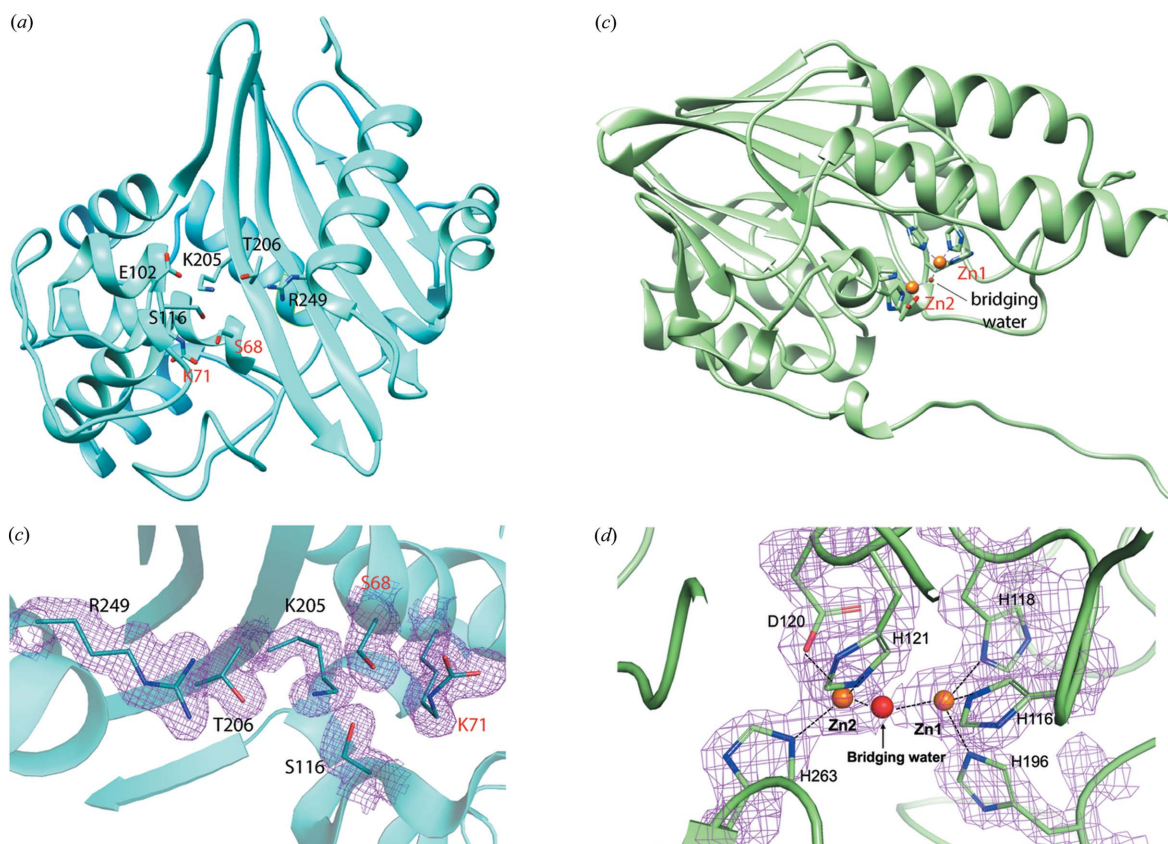 (a)
E102
K205
T206
R249
S116
S68
K71
(c)
Zn1
Zn2
bridging
water
(c)
R249
K205
S68
T206
K71
S116
(d)
D120
H121
H118
H116
Zn2
Zn1
Bridging water
H196
H263